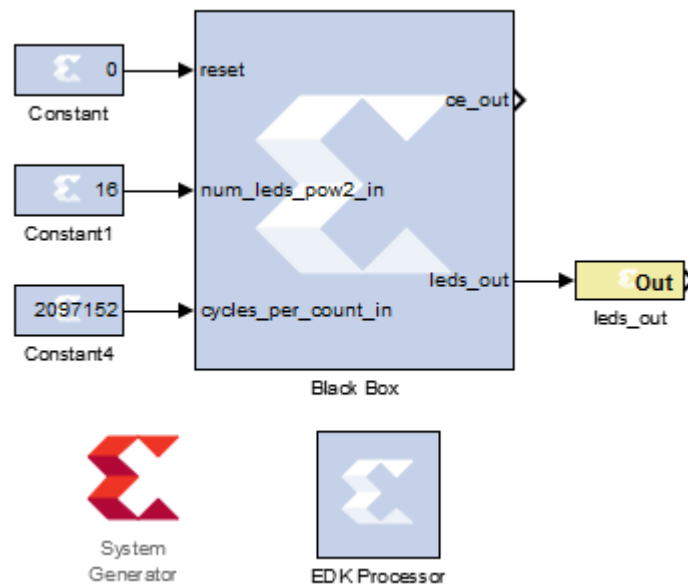 0
Constant
reset
ce_out
16
Constant1
num_leds_pow2_in
leds_out
Out
leds_out
2097152
Constant4
cycles_per_count_in
Black Box
System
Generator
EDK Processor